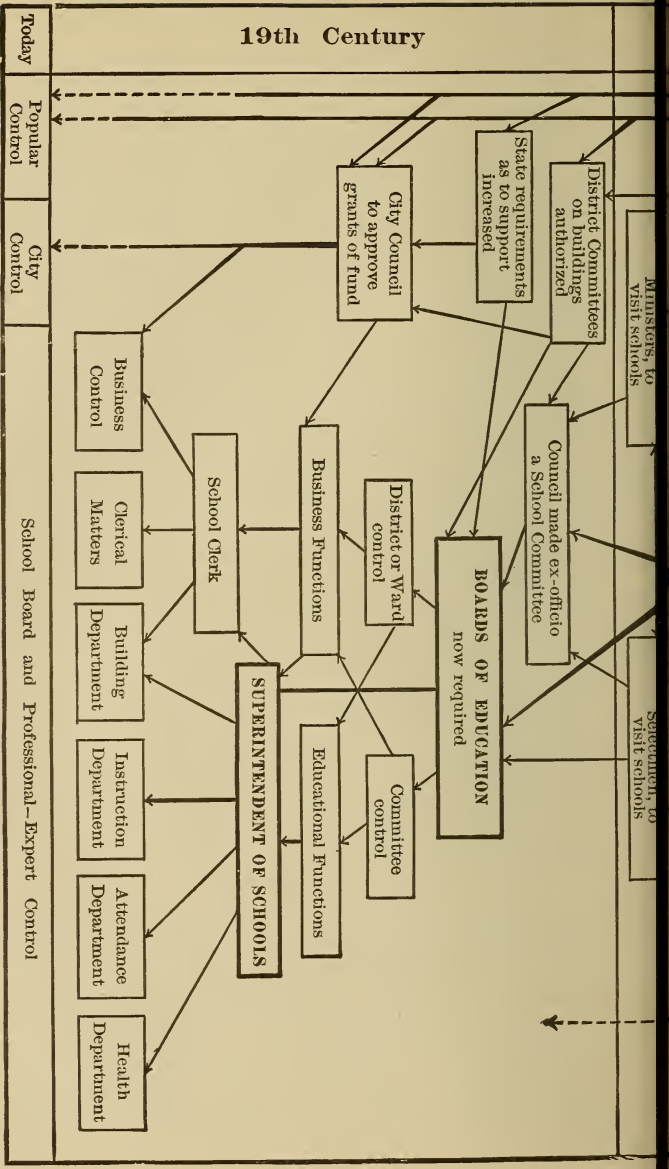 Ministers, to
visit schools
Selectmen, to
visit schools
19th Century
District Committees
on buildings
authorized
Council made ex-officio
a School Committee
State requirements
as to support
increased
BOARDS OF EDUCATION
now required
City Council
to approve
grants of fund
District or Ward
control
Committee
control
Business Functions
Educational Functions
School Clerk
SUPERINTENDENT OF SCHOOLS
Business
Control
Clerical
Matters
Building
Department
Instruction
Department
Attendance
Department
Health
Department
Today
Popular
Control
City
Control
School Board and Professional—Expert Control